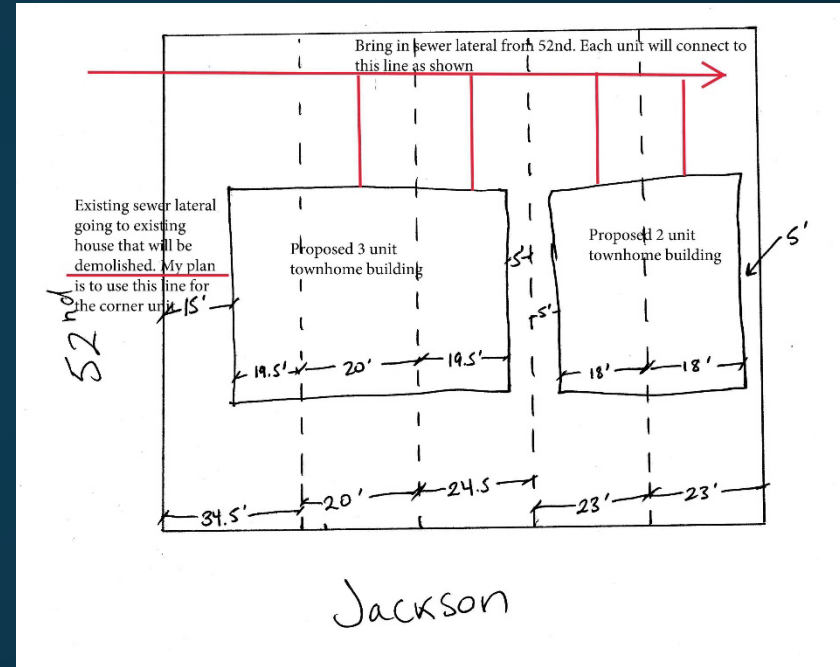 Bring in sewer lateral from 52nd. Each unit will connect to
this line as shown
Existing sewer lateral
going to existing
house that will be
demolished. My plan
is to use this line for
the corner unit
Proposed 3 unit
townhome building
Proposed 2 unit
townhome building
5'
5'
5'
15'
52nd
19.5'
20'
19.5'
18'
18'
34.5'
20'
24.5
23'
23'
Jackson